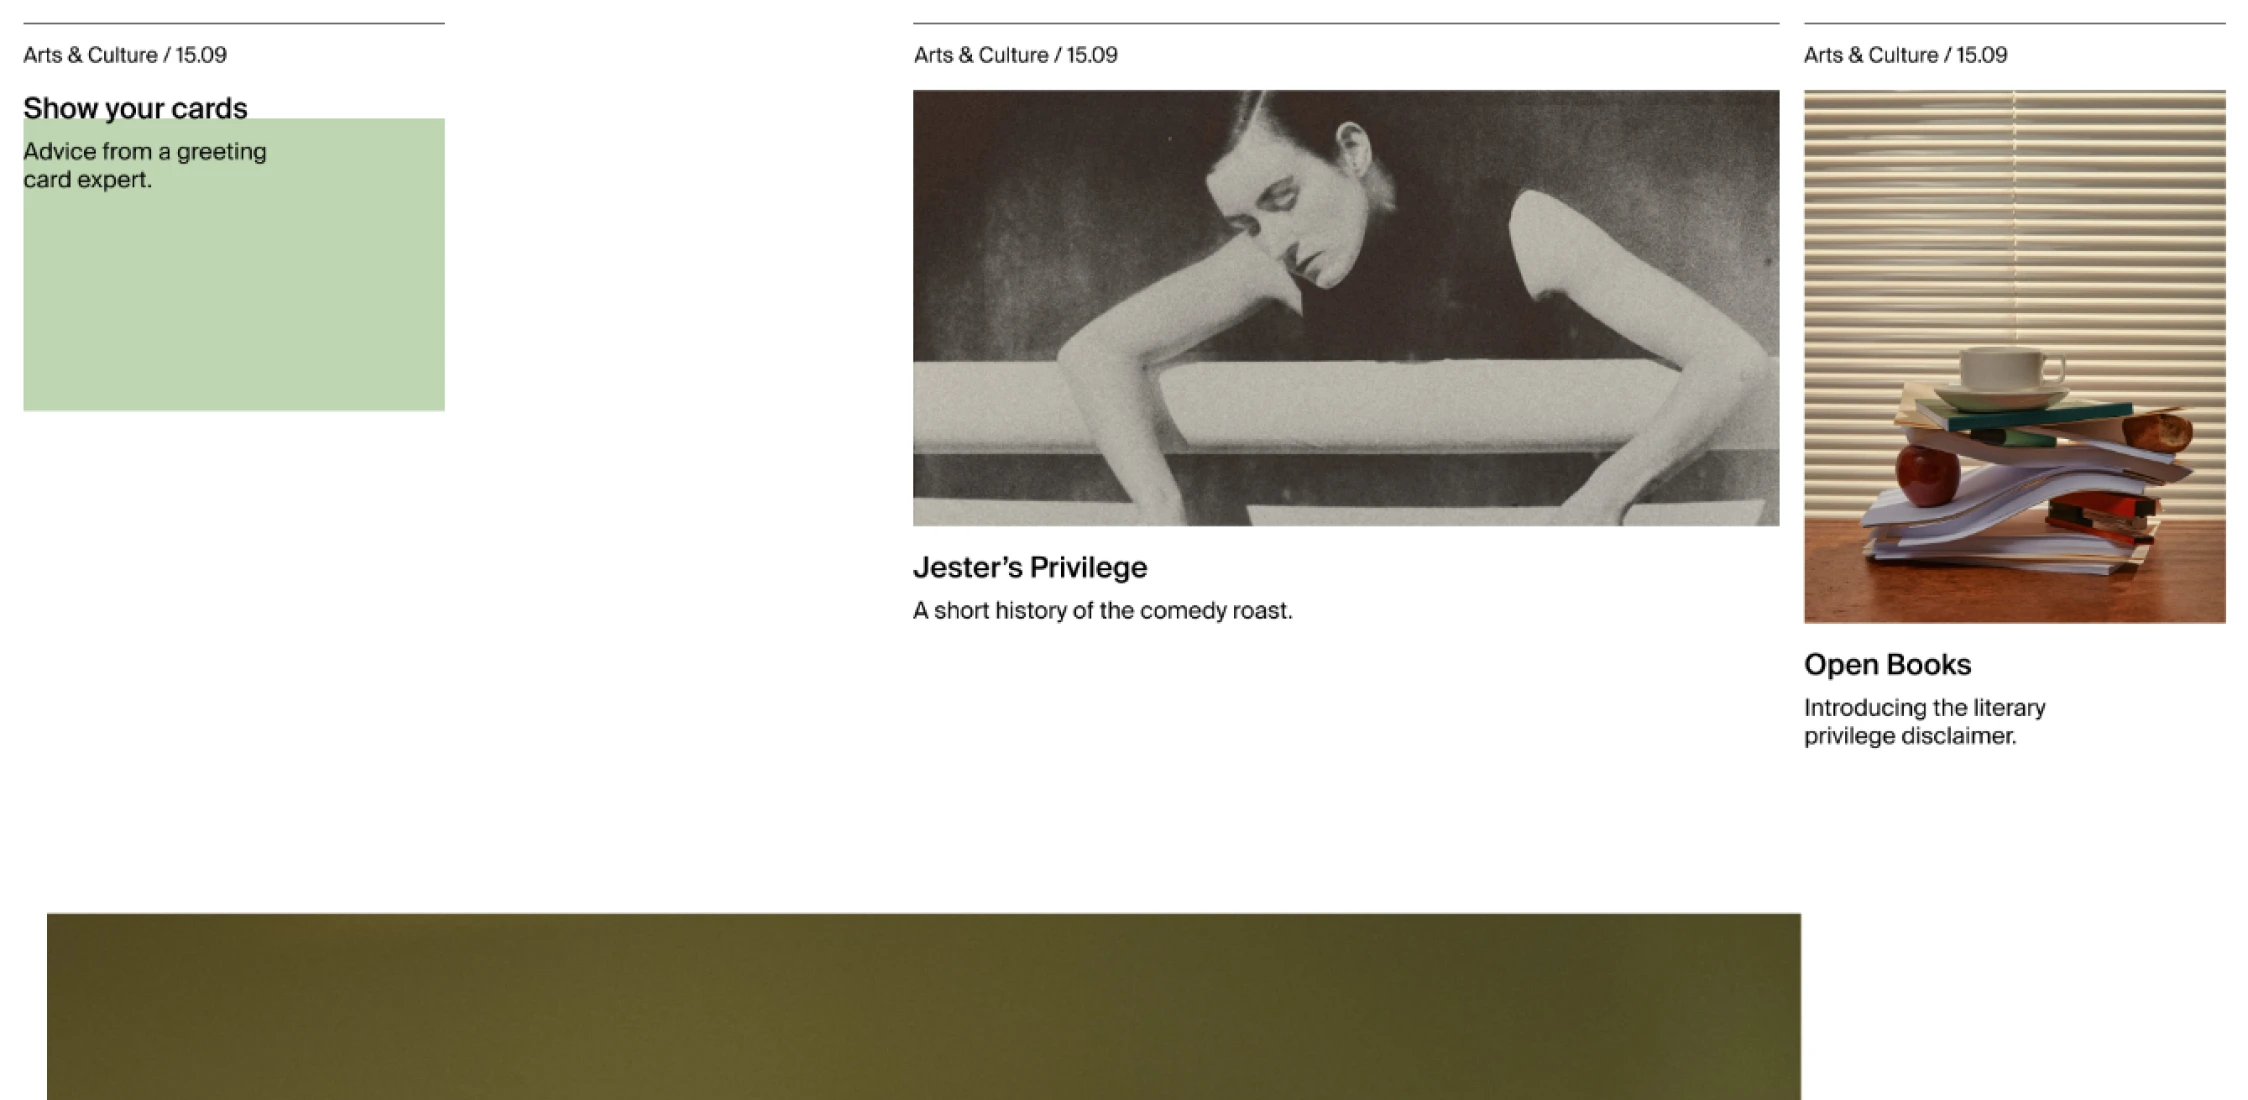 Arts & Culture / 15.09
Show your cards
Advice from a greeting
card expert.
Arts & Culture / 15.09
Jester’s Privilege
A short history of the comedy roast.
Arts & Culture / 15.09
Open Books
Introducing the literary
privilege disclaimer.